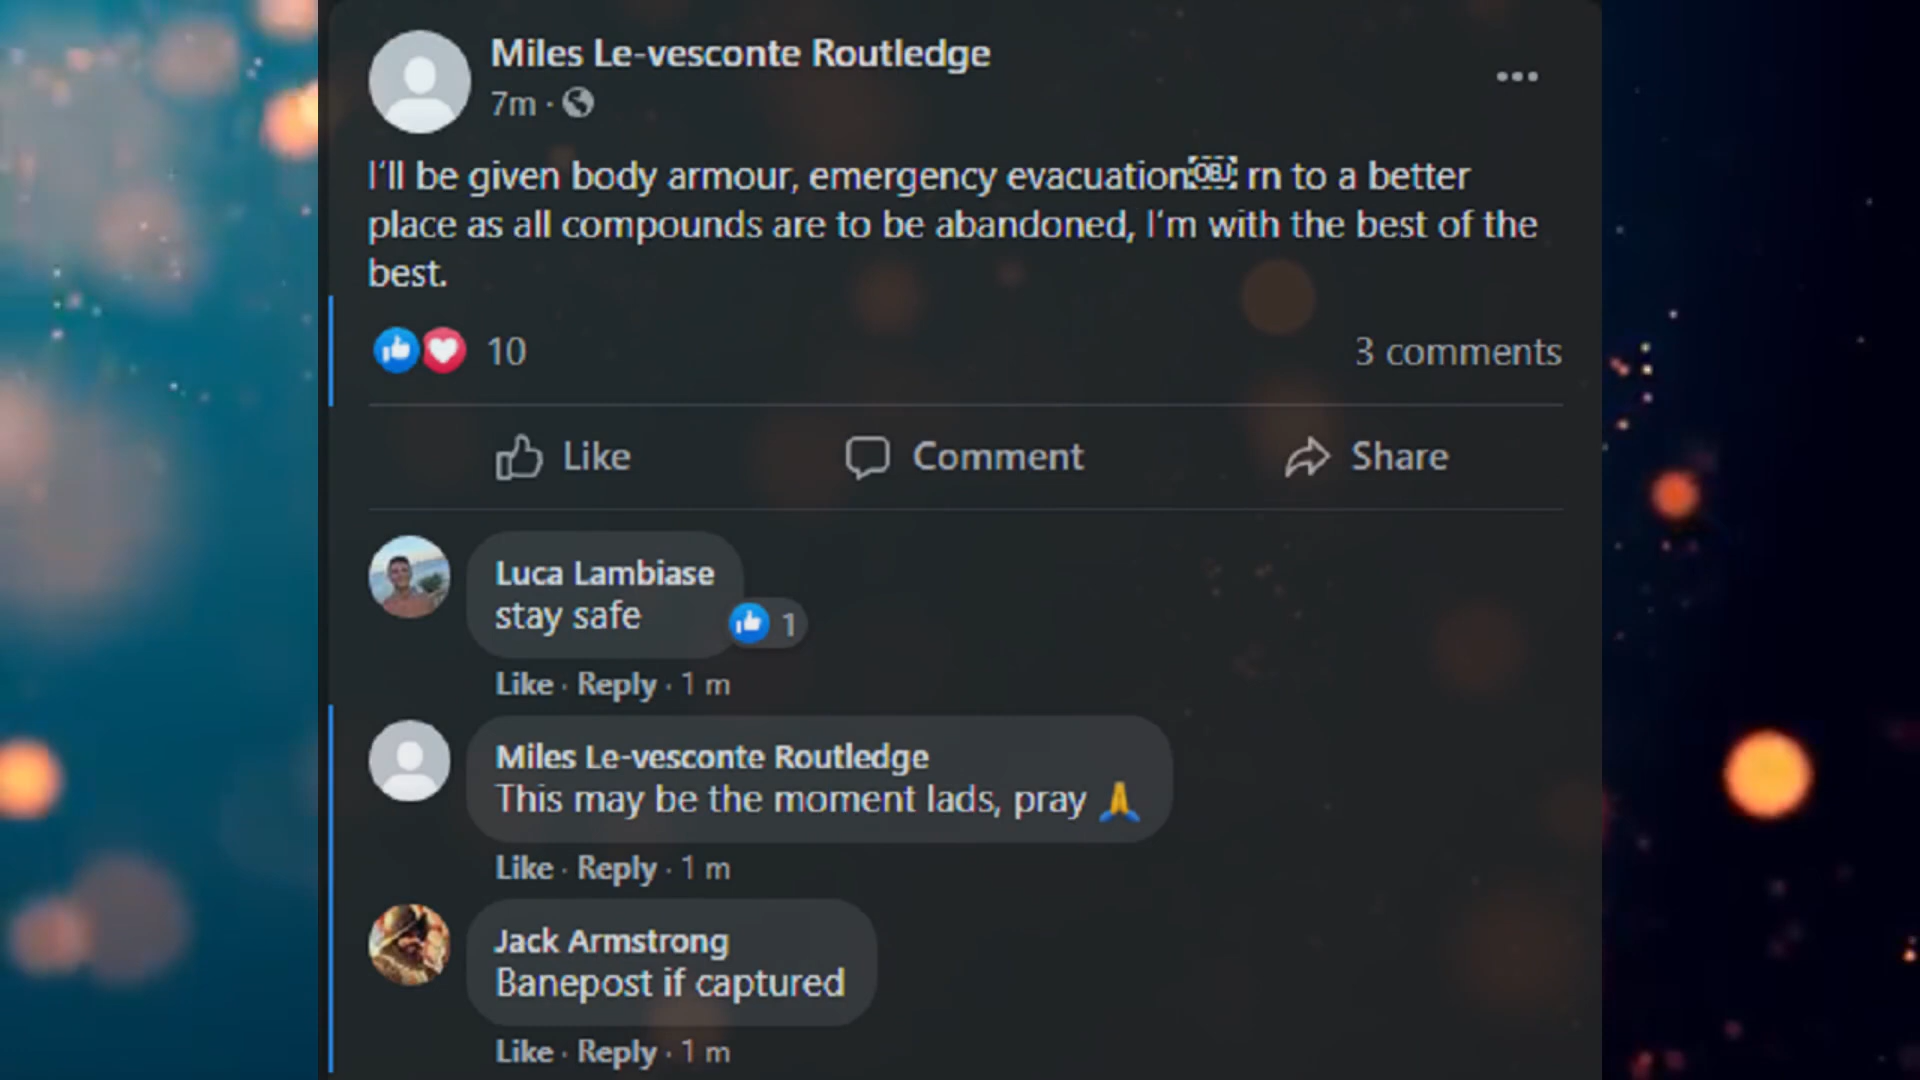 Miles Le-vesconte Routledge
7m ·
I'll be given body armour, emergency evacuation￼ rn to a better
place as all compounds are to be abandoned, I'm with the best of the
best.
10
3 comments
Like
Comment
Share
Luca Lambiase
stay safe
1
Like · Reply · 1 m
Miles Le-vesconte Routledge
This may be the moment lads, pray 🙏
Like · Reply · 1 m
Jack Armstrong
Banepost if captured
Like · Reply · 1 m